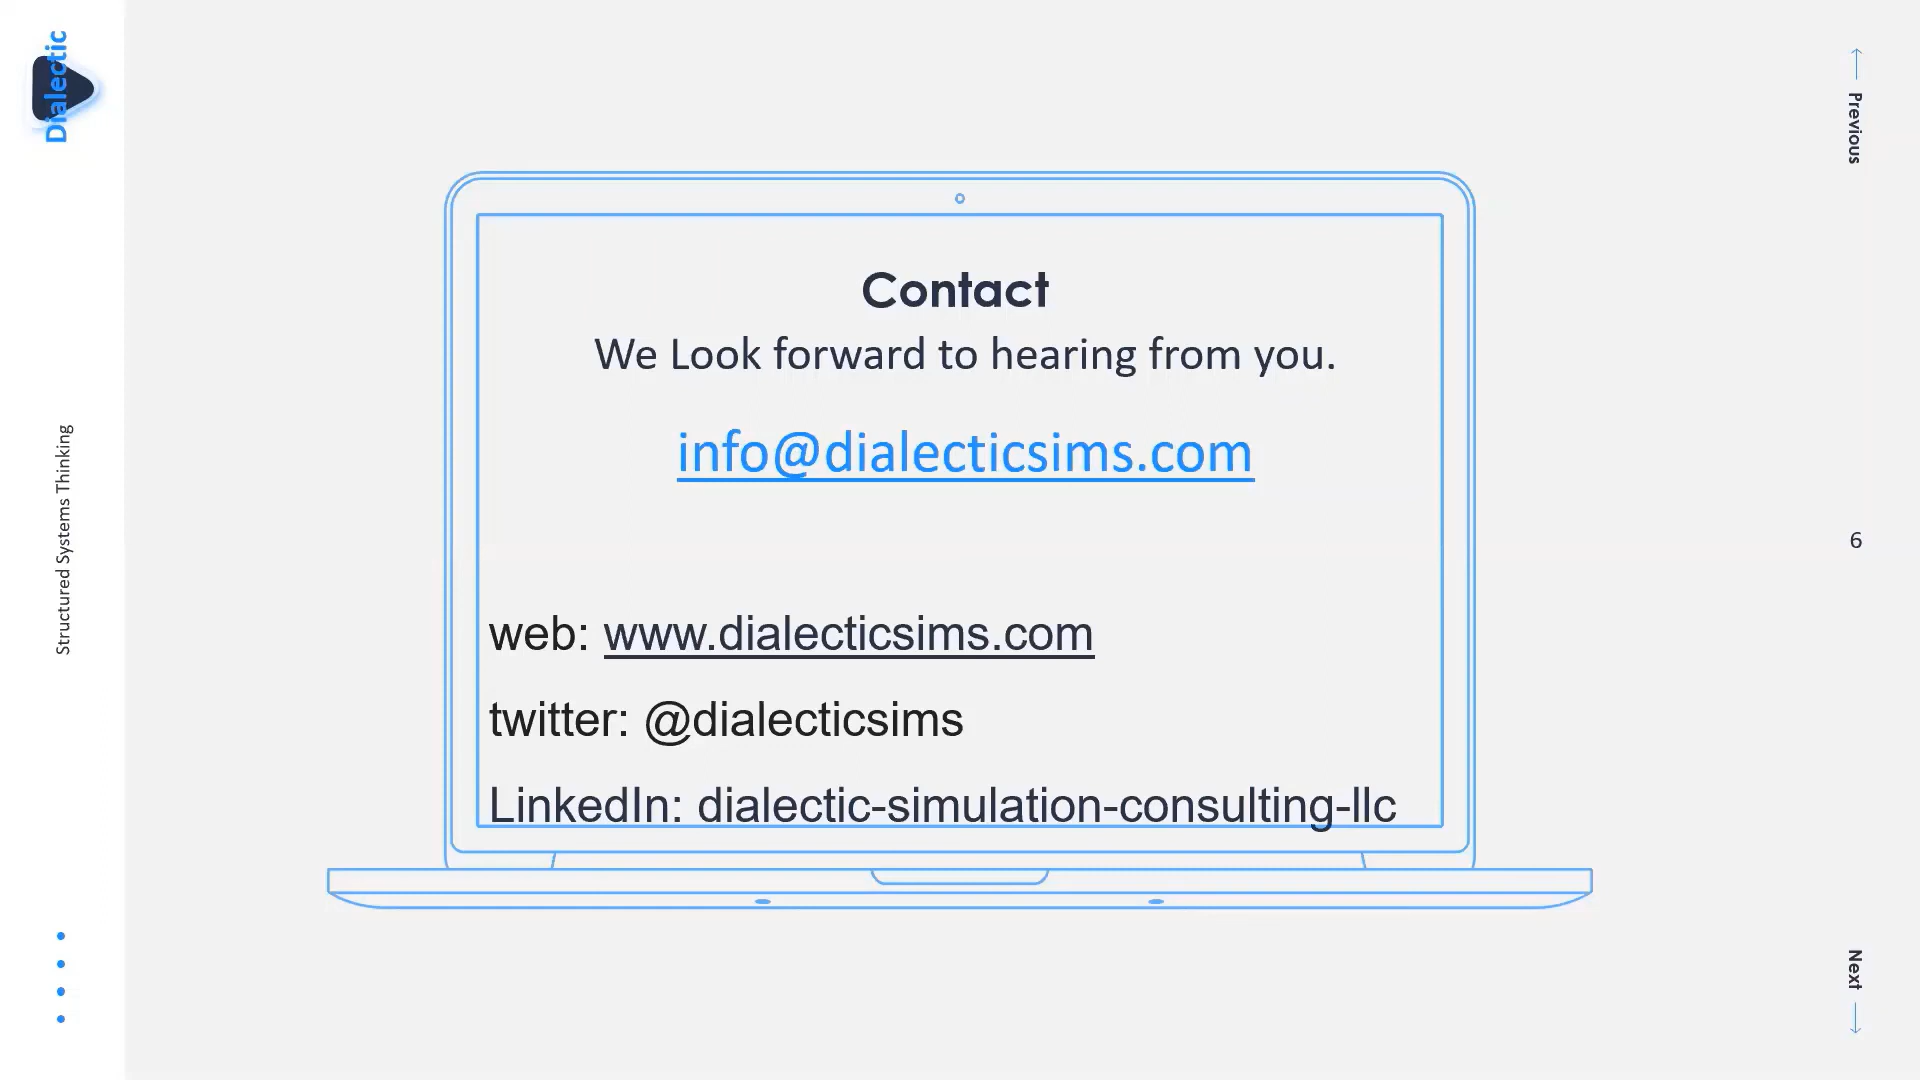 Dialectic
Structured Systems Thinking
Contact
We Look forward to hearing from you.
info@dialecticsims.com
web: www.dialecticsims.com
twitter: @dialecticsims
LinkedIn: dialectic-simulation-consulting-llc
Previous
6
Next